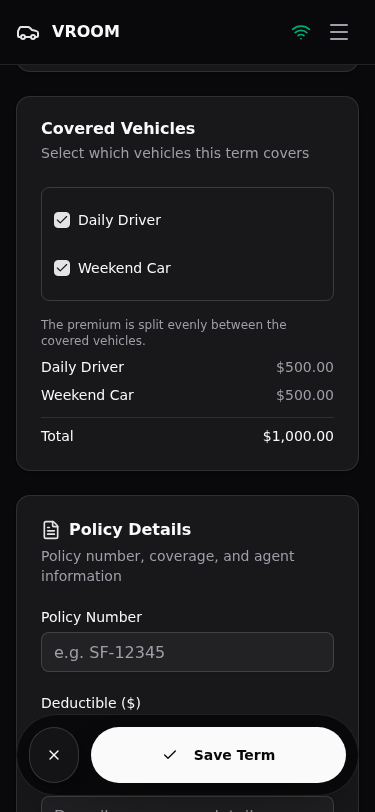 VROOM
Covered Vehicles
Select which vehicles this term covers
Daily Driver
Weekend Car
The premium is split evenly between the
covered vehicles.
Daily Driver $500.00
Weekend Car $500.00
Total $1,000.00
Policy Details
Policy number, coverage, and agent
information
Policy Number
e.g. SF-12345
Deductible ($)
Save Term